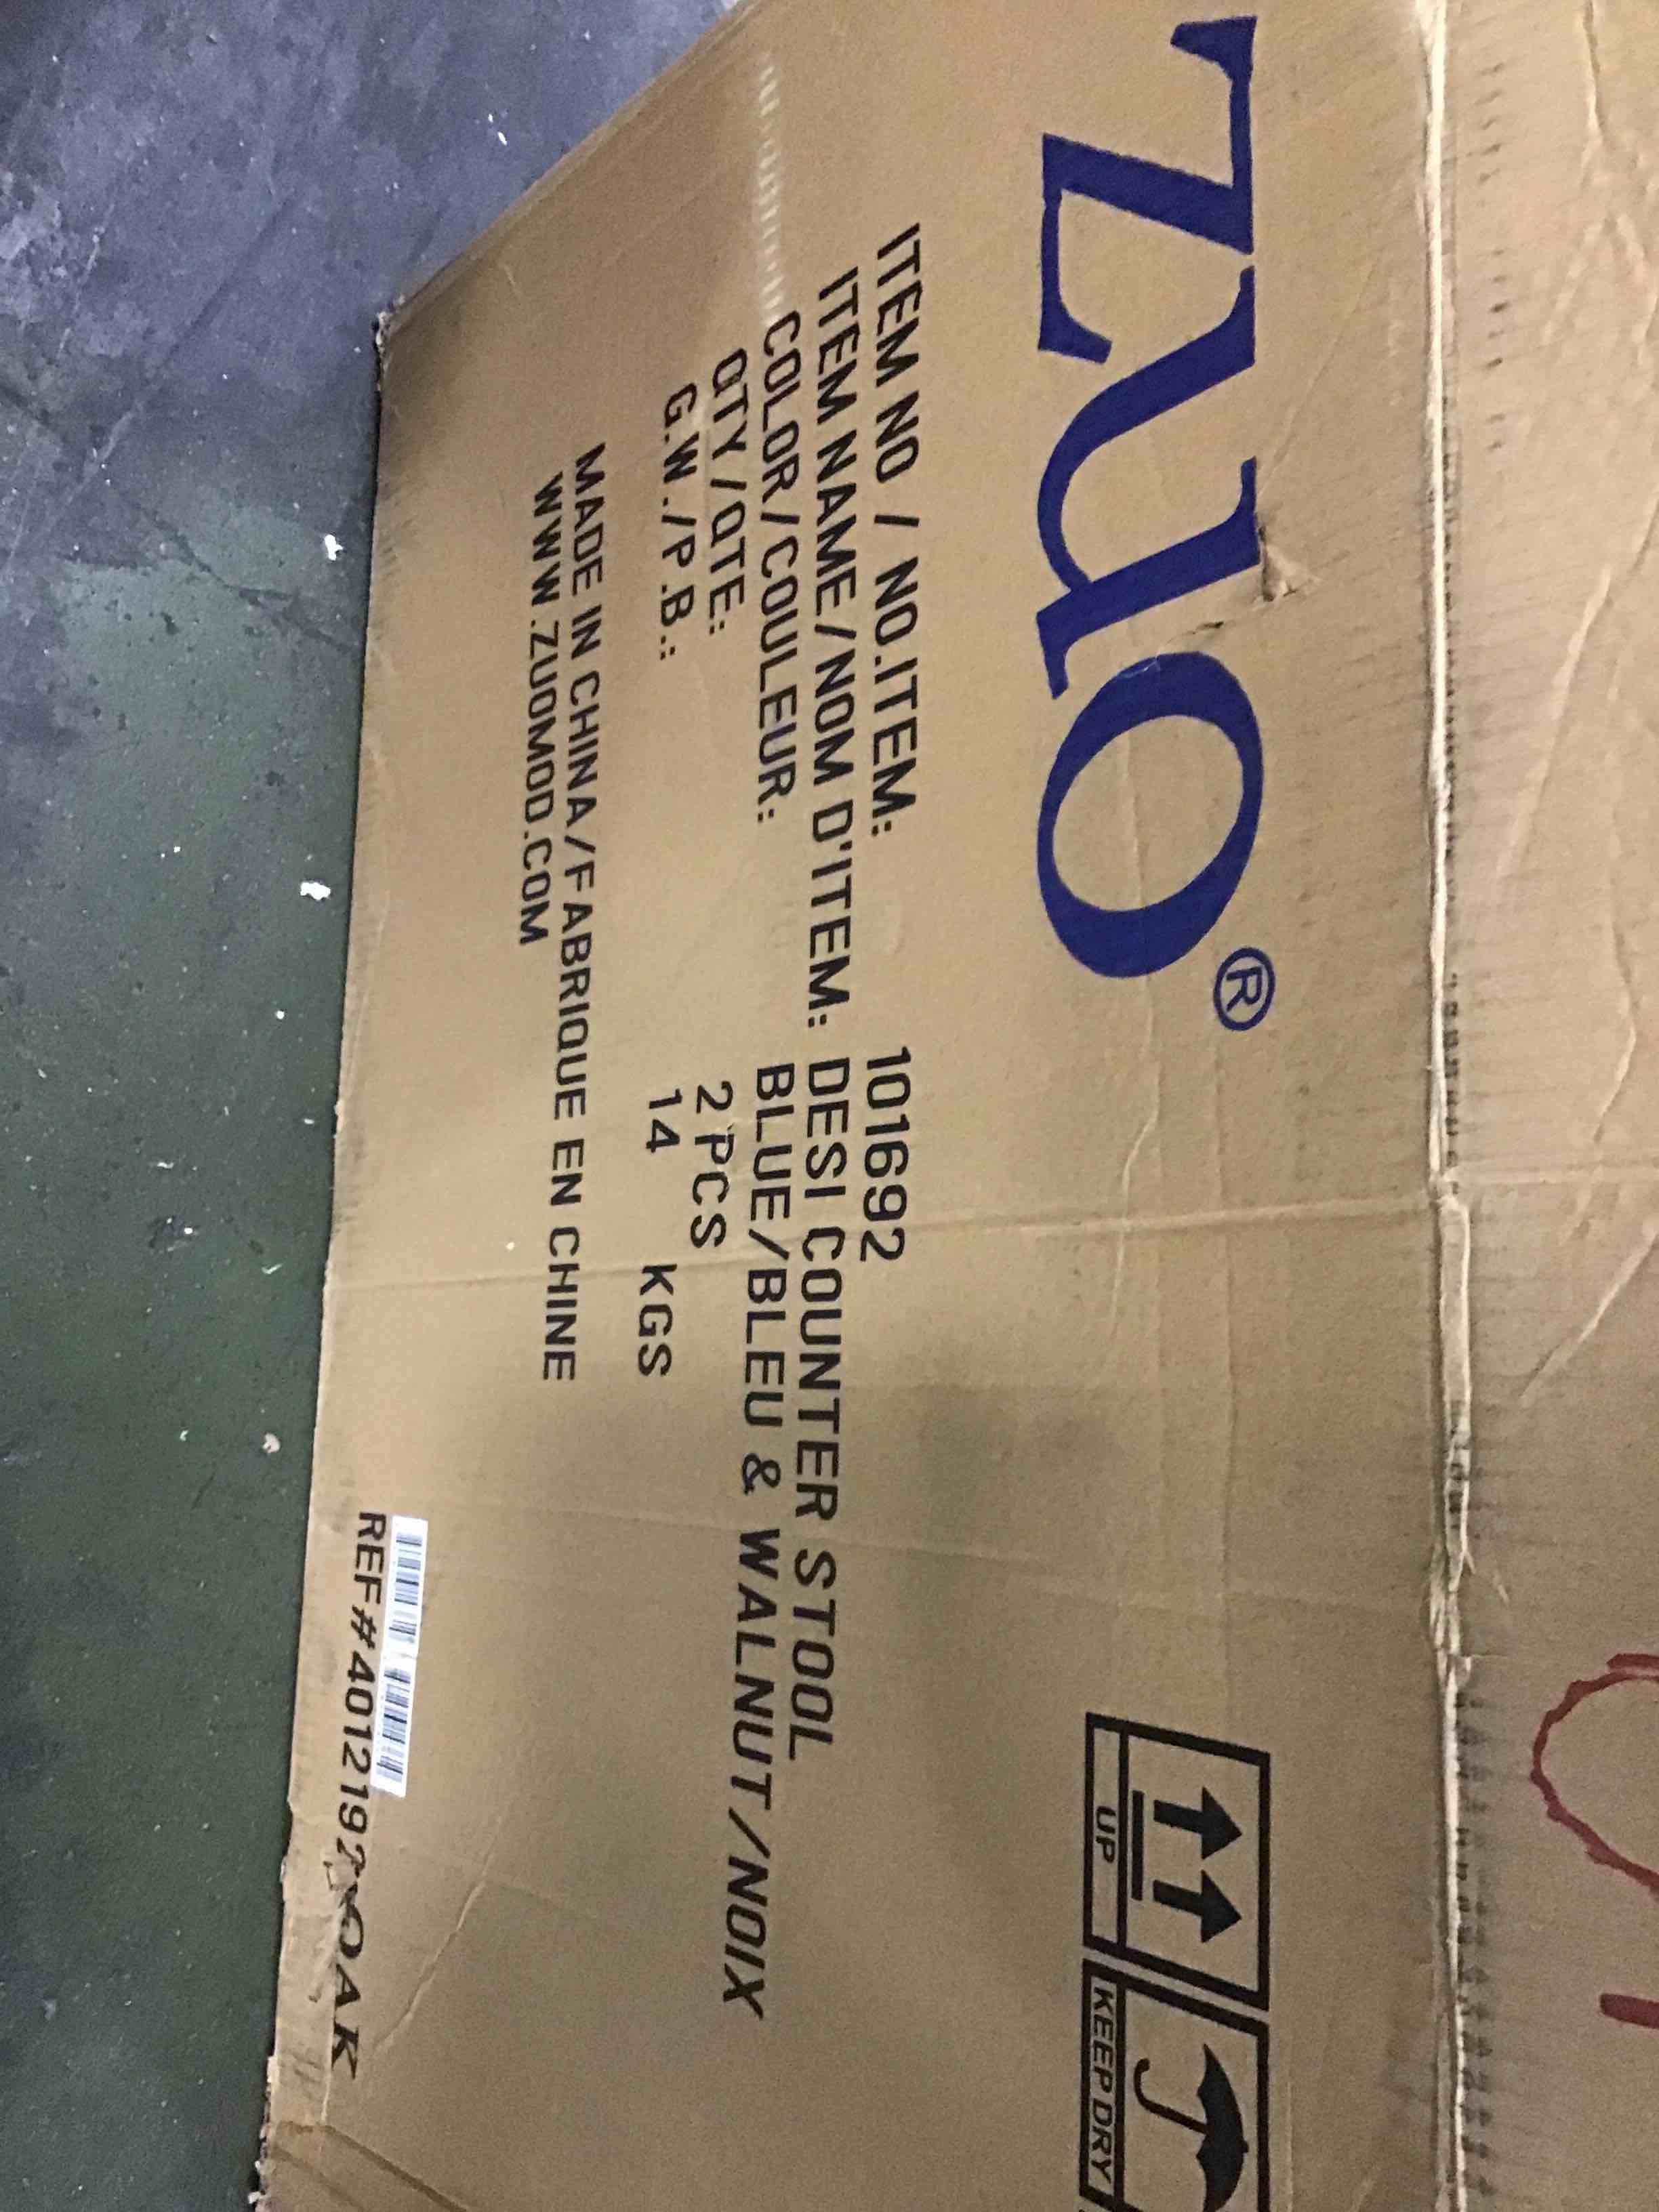 ZUO®
ITEM NO / NO.ITEM: 101692
ITEM NAME/NOM D'ITEM: DESI COUNTER STOOL
COLOR/COULEUR: BLUE/BLEU & WALNUT/NOIX
QTY/QTE: 2 PCS
G.W./P.B.: 14 KGS
MADE IN CHINA/FABRIQUE EN CHINE
WWW.ZUOMOD.COM
UP
KEEP DRY
OAK